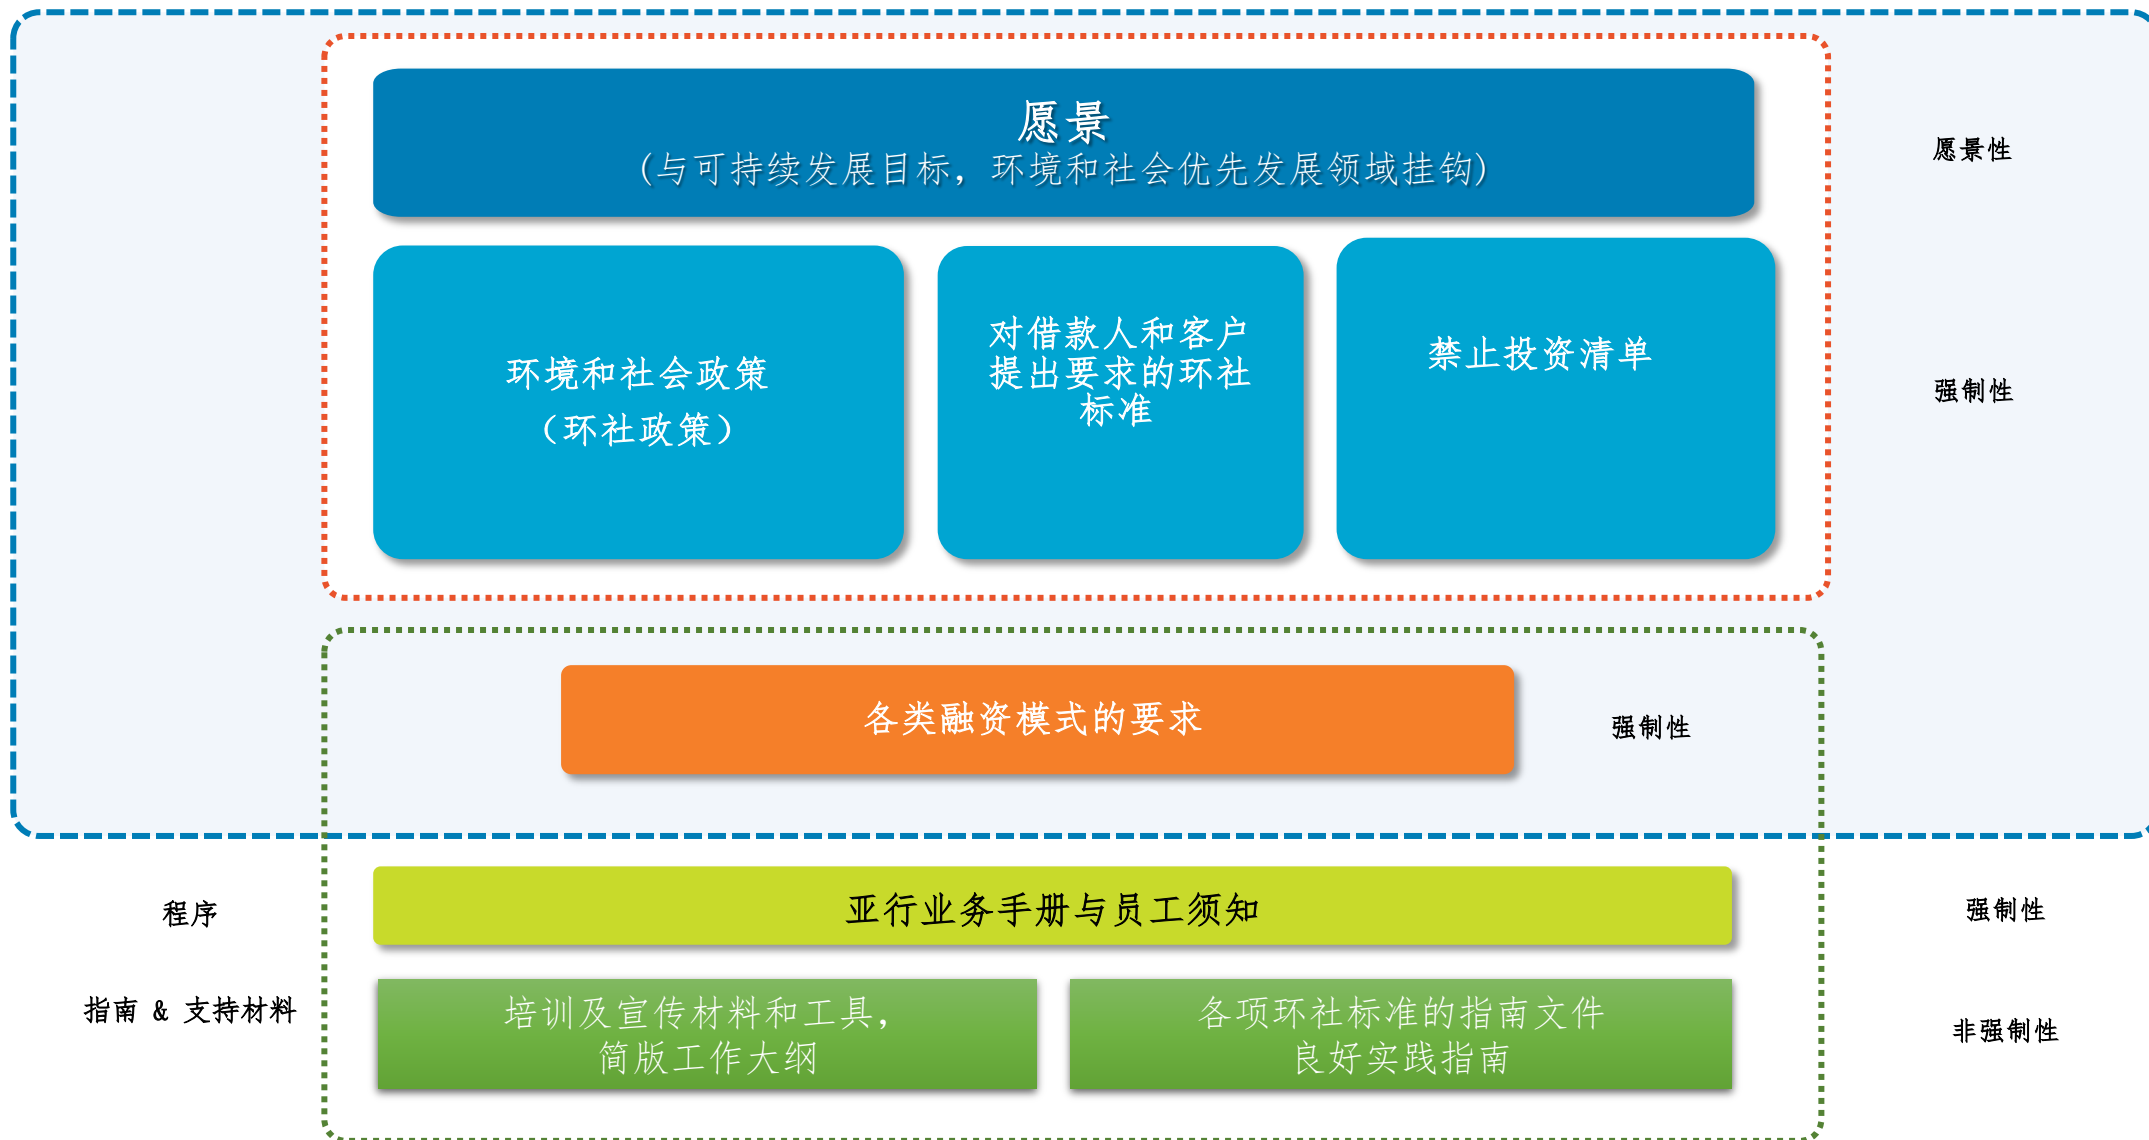 愿景
(与可持续发展目标，环境和社会优先发展领域挂钩)
愿景性
环境和社会政策
（环社政策）
对借款人和客户
提出要求的环社
标准
禁止投资清单
强制性
各类融资模式的要求
强制性
程序
亚行业务手册与员工须知
强制性
指南 & 支持材料
培训及宣传材料和工具，
简版工作大纲
各项环社标准的指南文件
良好实践指南
非强制性